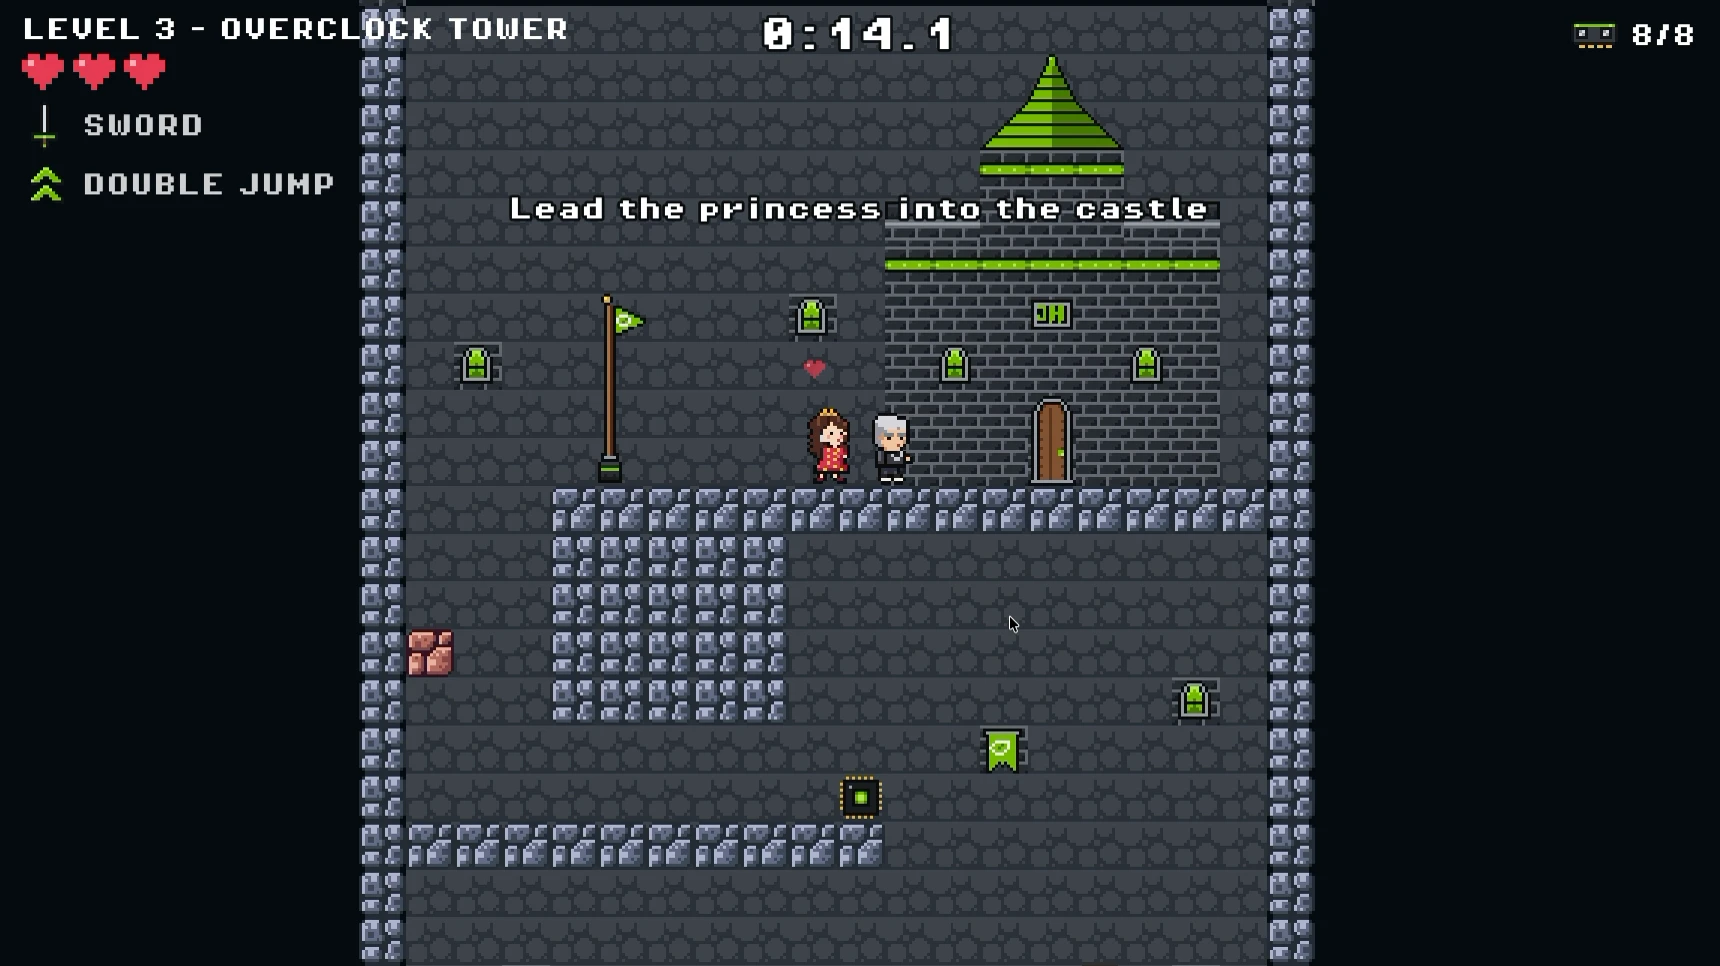 LEVEL 3 - OVERCLOCK TOWER
0:14.1
8/8
SWORD
DOUBLE JUMP
Lead the princess into the castle
JH